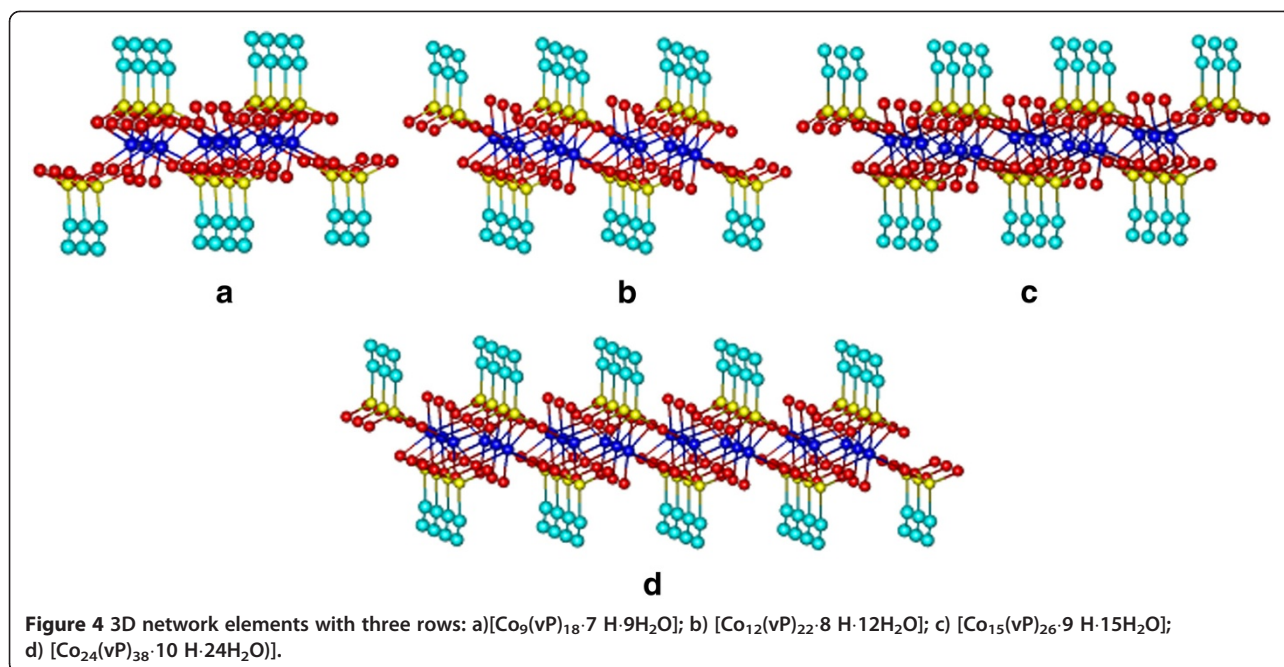 a
b
c
d
Figure 4 3D network elements with three rows: a)[Co₉(vP)₁₈·7 H·9H₂O]; b) [Co₁₂(vP)₂₂·8 H·12H₂O]; c) [Co₁₅(vP)₂₆·9 H·15H₂O];
d) [Co₂₄(vP)₃₈·10 H·24H₂O)].